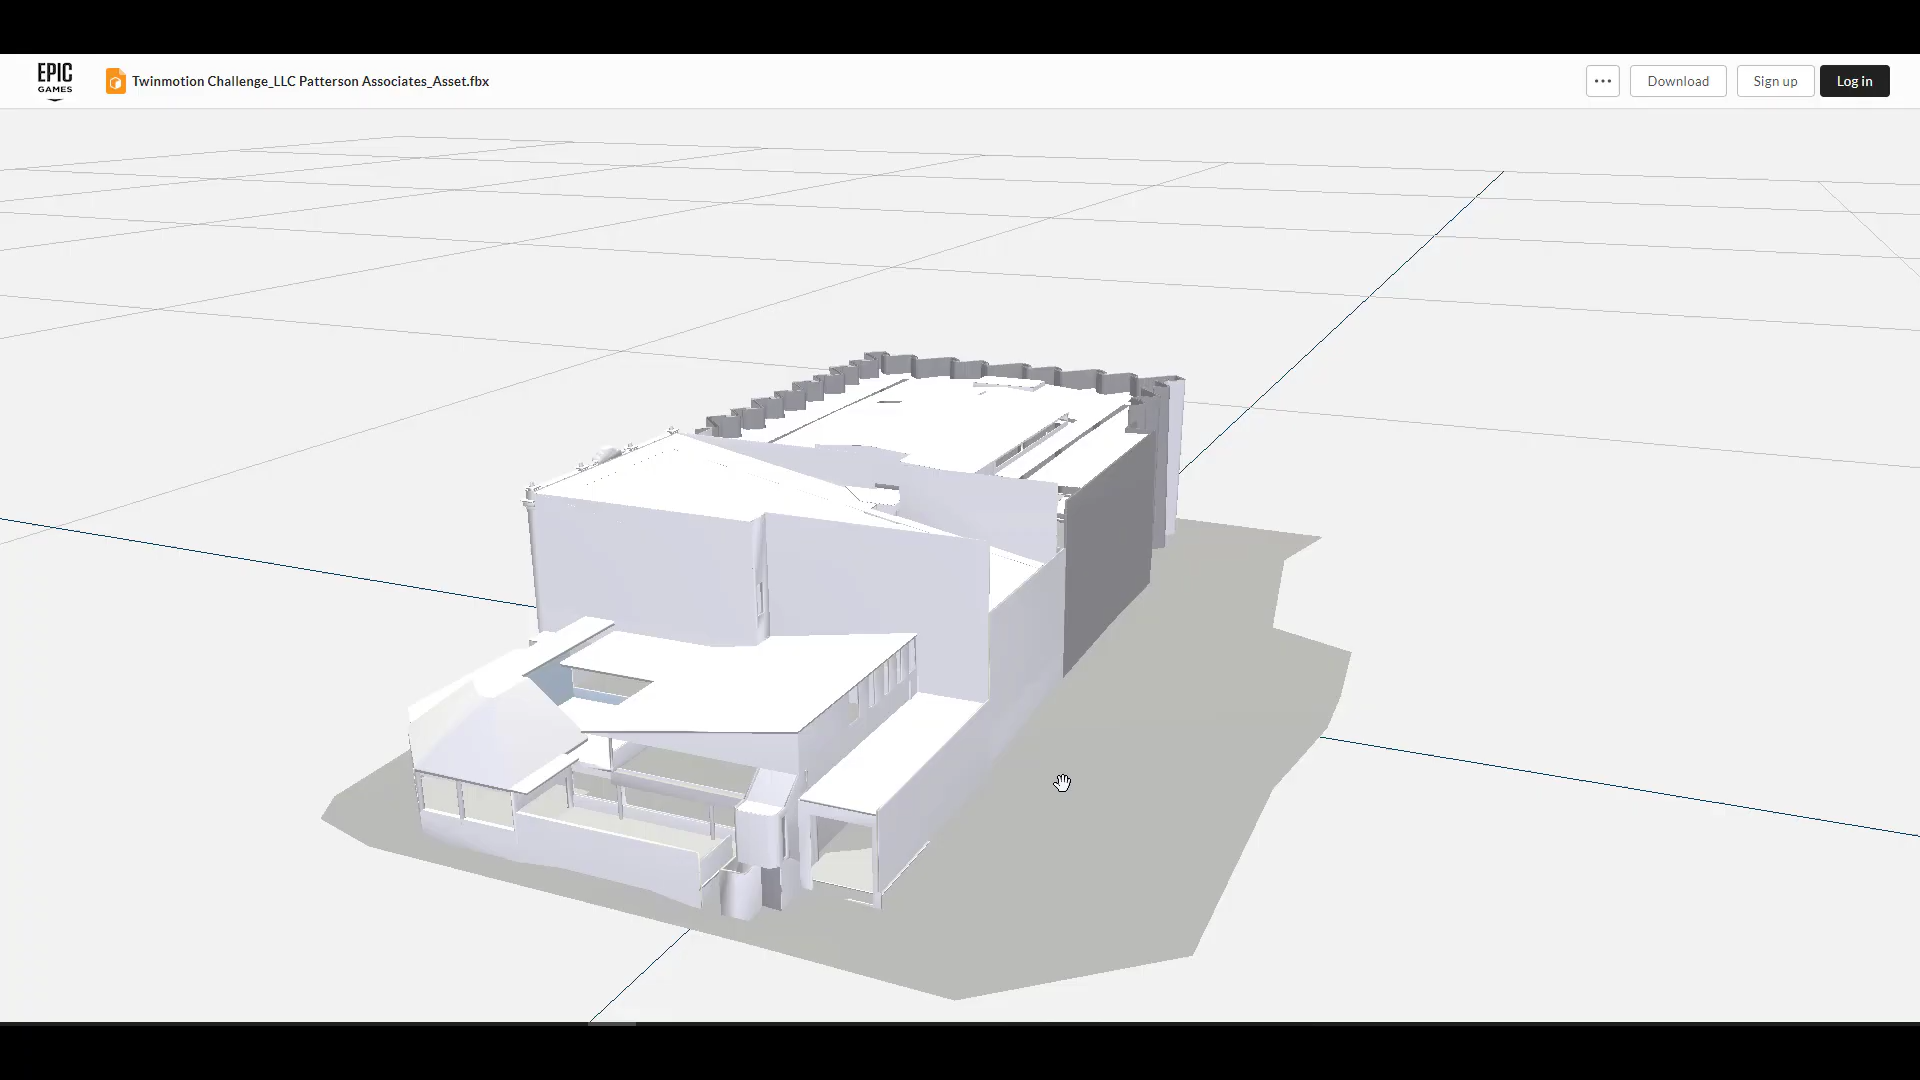 EPIC
GAMES
Twinmotion Challenge_LLC Patterson Associates_Asset.fbx
Download
Sign up
Log in